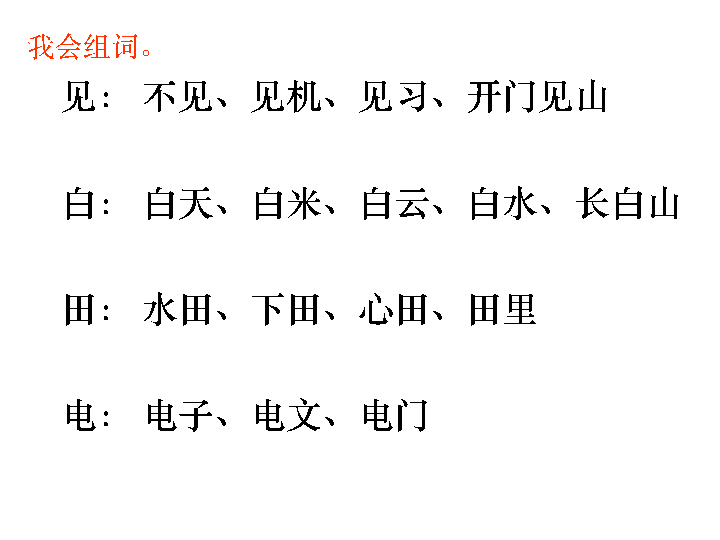 我会组词。
见： 不见、见机、见习、开门见山
白： 白天、白米、白云、白水、长白山
田： 水田、下田、心田、田里
电： 电子、电文、电门